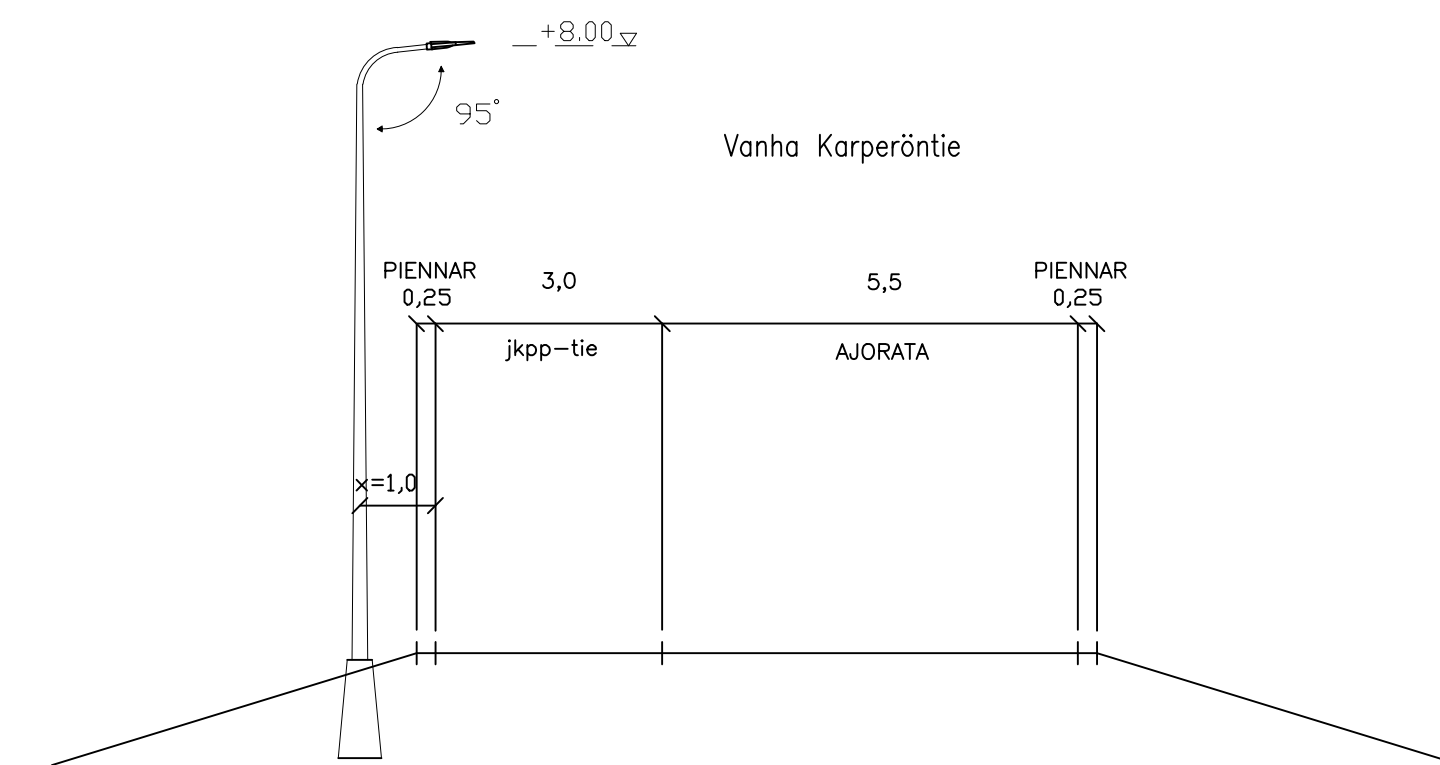 +8.00
95°
Vanha Karperöntie
PIENNAR
0,25
3,0
5,5
PIENNAR
0,25
jkpp-tie
AJORATA
x=1,0